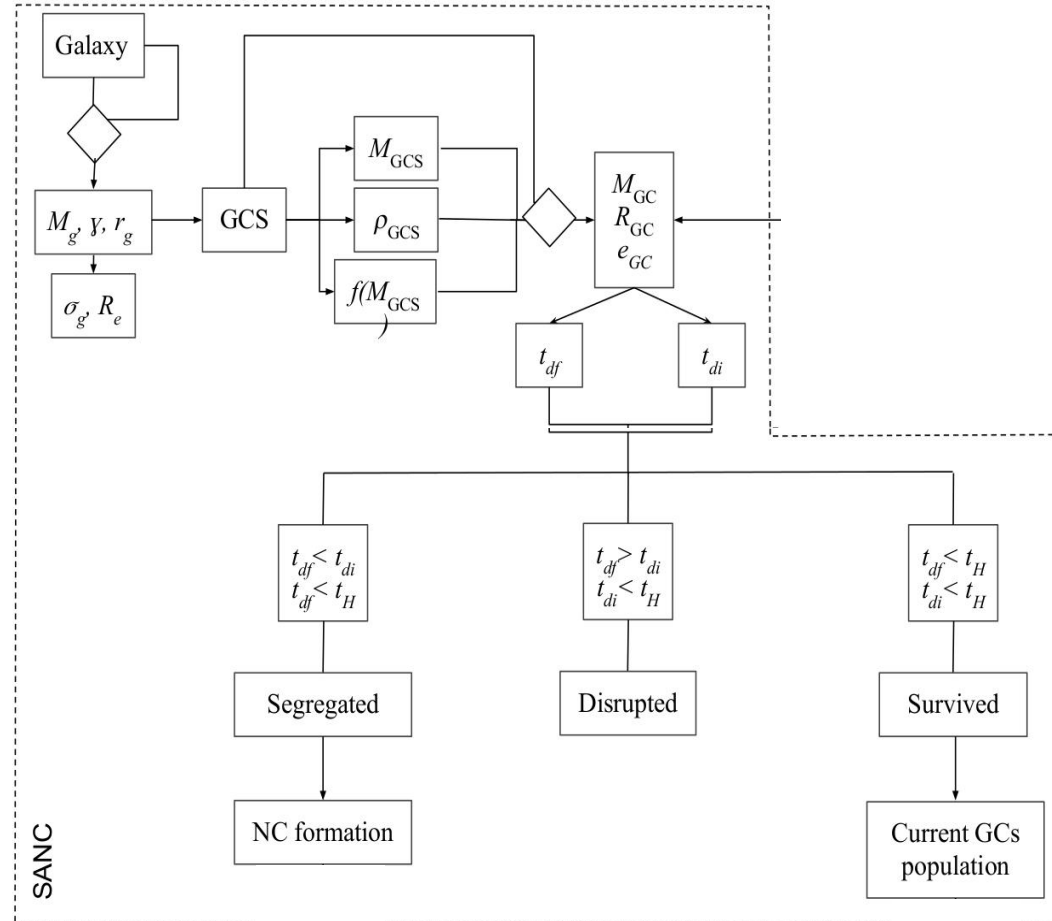 Galaxy
M_g, γ, r_g
σ_g, R_e
GCS
M_GCS
ρ_GCS
f(M_GCS
)
M_GC
R_GC
e_GC
t_df
t_di
t_df < t_di
t_df < t_H
t_df > t_di
t_di < t_H
t_df < t_H
t_di < t_H
Segregated
Disrupted
Survived
NC formation
Current GCs
population
SANC